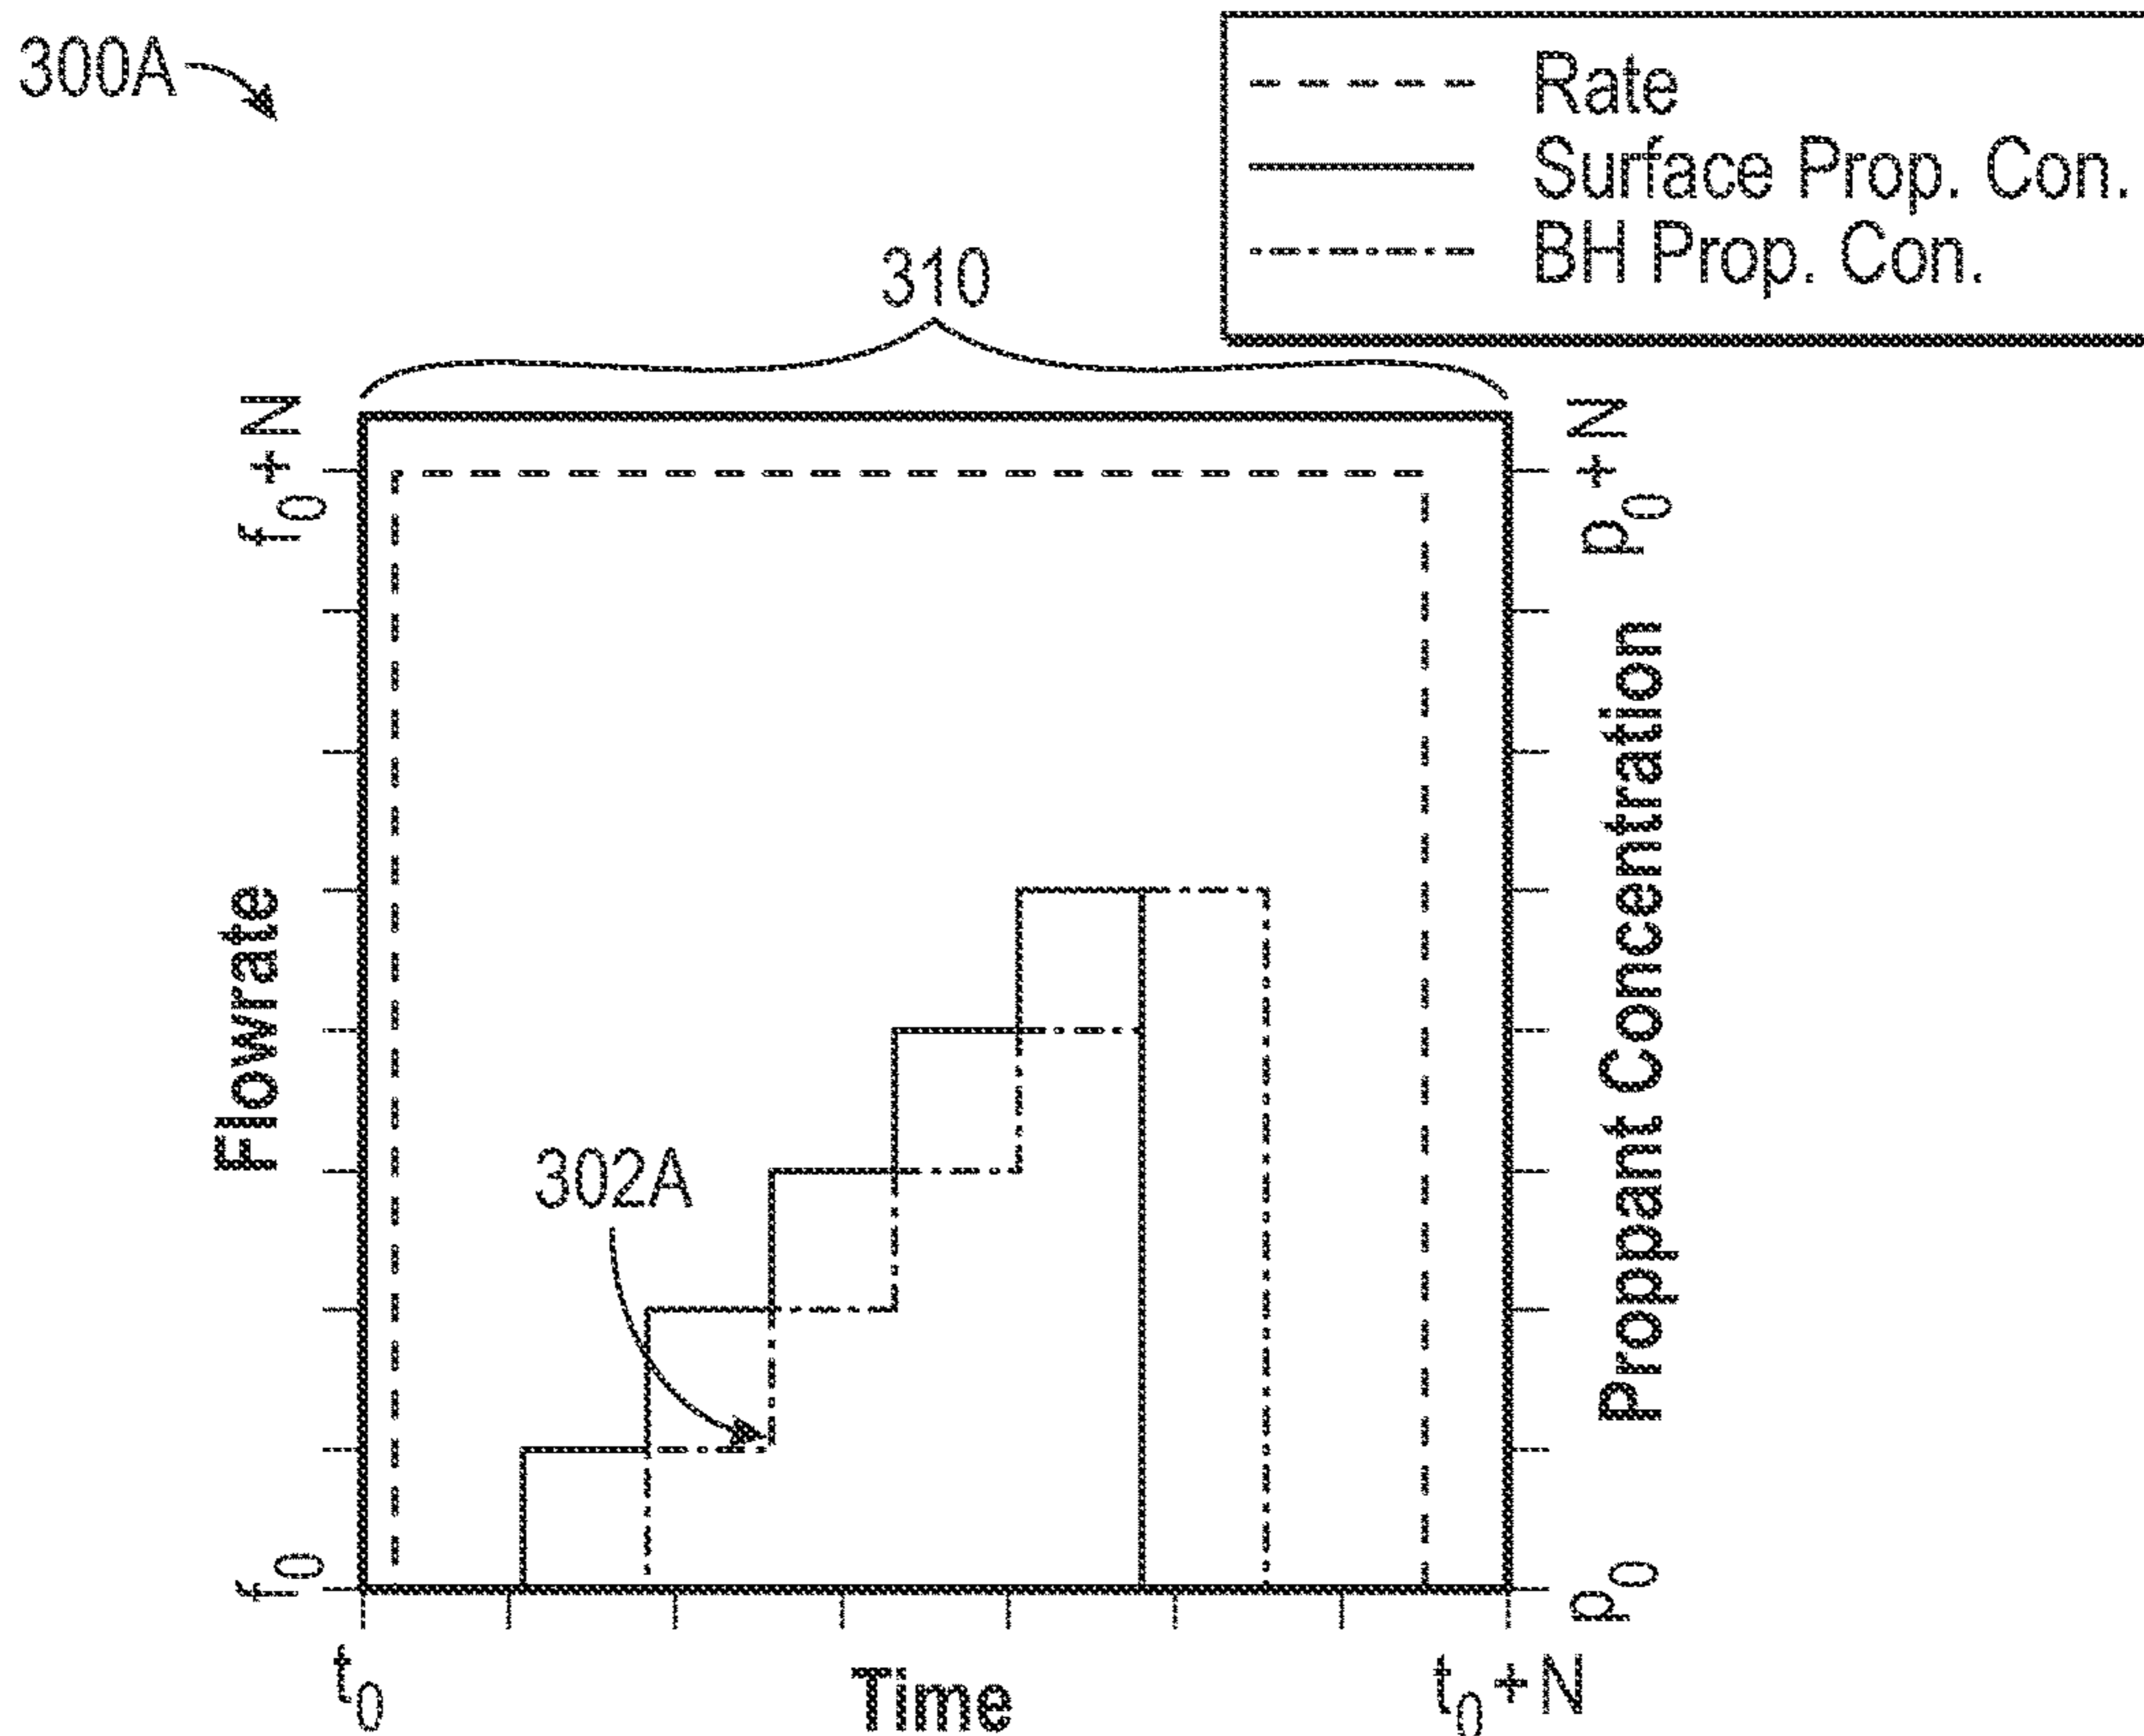 300A
Rate
Surface Prop. Con.
BH Prop. Con.
310
f₀+N
p₀+N
Flowrate
Proppant Concentration
302A
f₀
p₀
t₀
Time
t₀+N